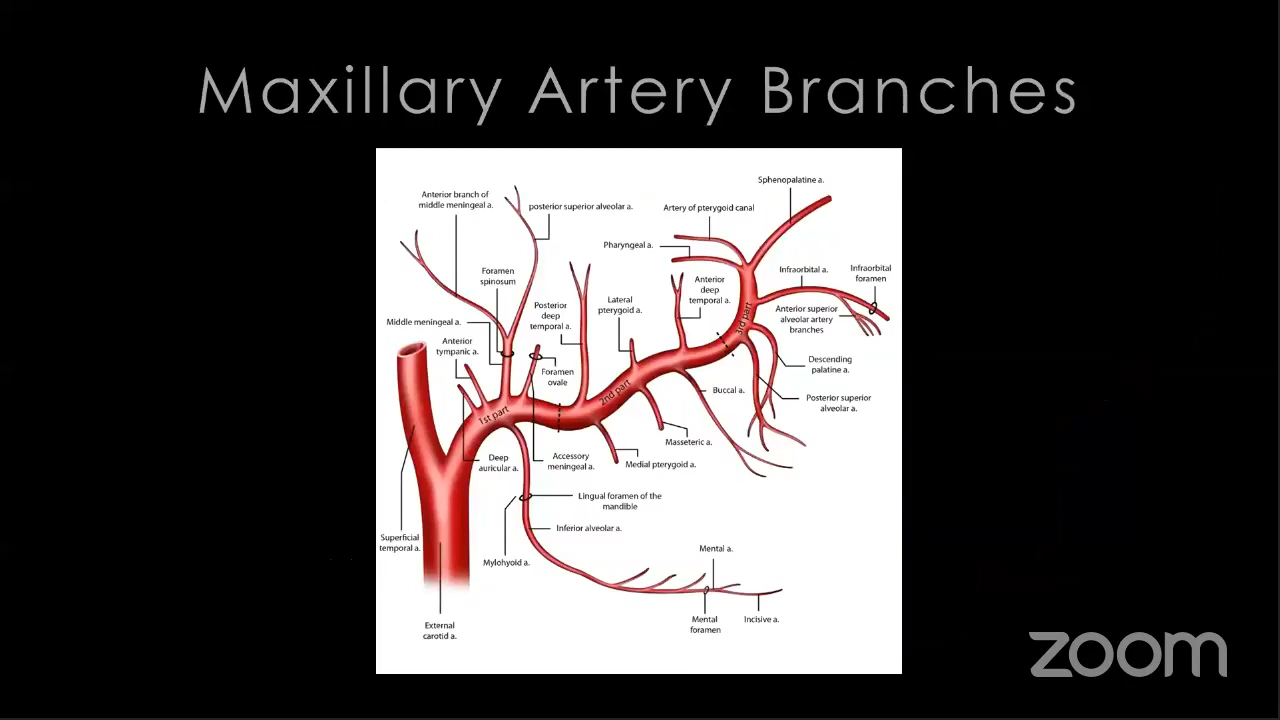 Maxillary Artery Branches
Sphenopalatine a.
Anterior branch of
middle meningeal a.
posterior superior alveolar a.
Artery of pterygoid canal
Pharyngeal a.
Foramen
spinosum
Infraorbital a.
Infraorbital
foramen
Anterior
deep
temporal a.
Posterior
deep
temporal a.
Lateral
pterygoid a.
Anterior superior
alveolar artery
branches
Middle meningeal a.
Anterior
tympanic a.
3rd part
Foramen
ovale
Descending
palatine a.
2nd part
Buccal a.
Posterior superior
alveolar a.
1st part
Masseteric a.
Deep
auricular a.
Accessory
meningeal a.
Medial pterygoid a.
Lingual foramen of the
mandible
Inferior alveolar a.
Superficial
temporal a.
Mylohyoid a.
Mental a.
External
carotid a.
Mental
foramen
Incisive a.
zoom